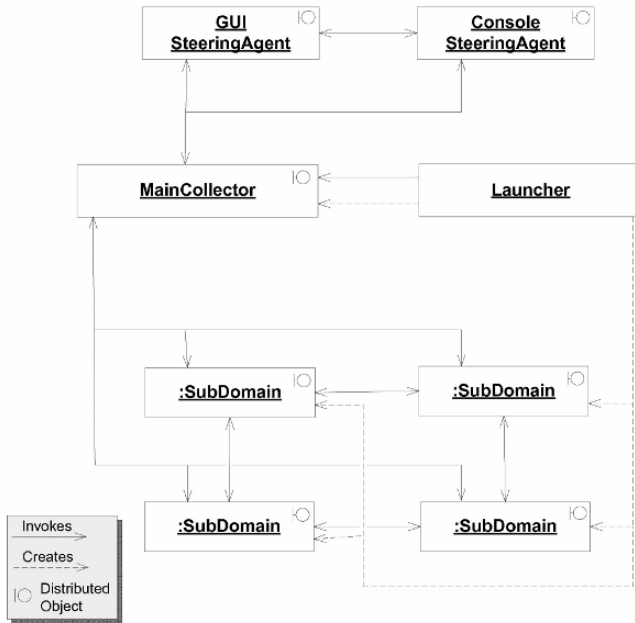 GUI
SteeringAgent
Console
SteeringAgent
MainCollector
Launcher
:SubDomain
:SubDomain
:SubDomain
:SubDomain
Invokes
Creates
Distributed
Object